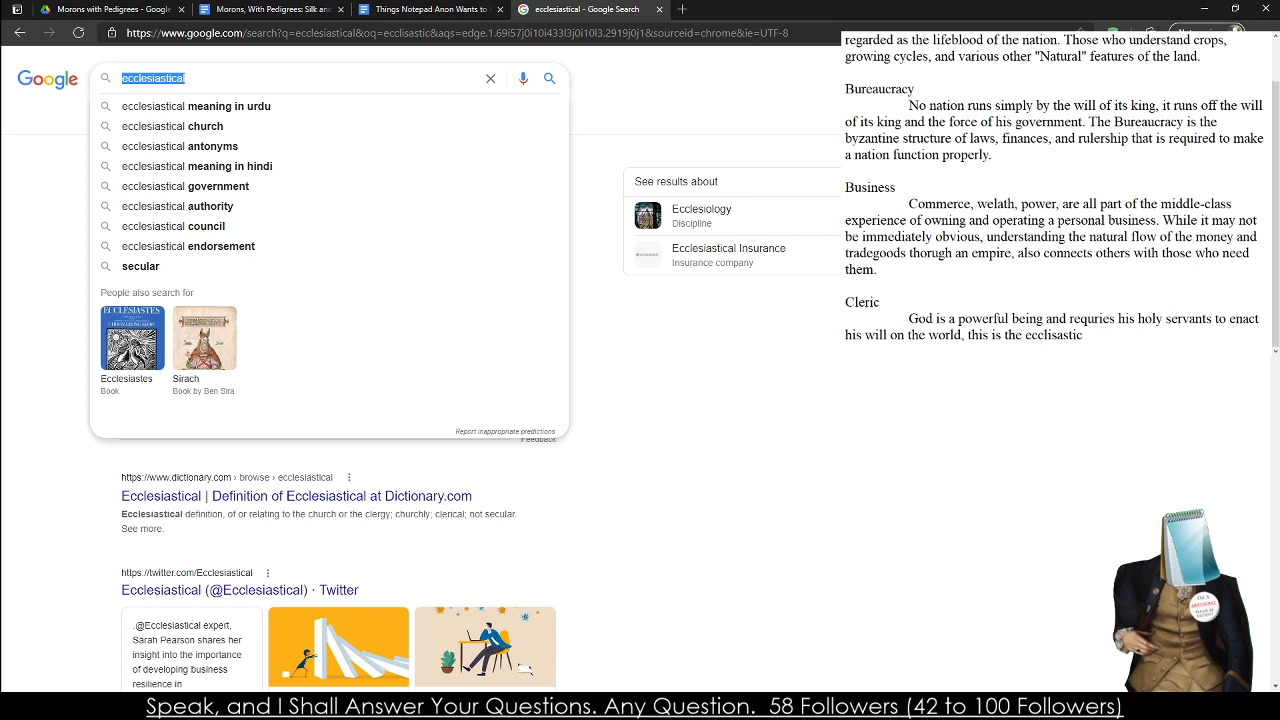 Morons with Pedigrees - Google
Morons, With Pedigrees: Silk an
Things Notepad Anon Wants to
ecclesiastical - Google Search
https://www.google.com/search?q=ecclesiastical&oq=ecclisastic&aqs=edge.1.69i57j0i10i433l3j0i10l3.2919j0j1&sourceid=chrome&ie=UTF-8
Google
ecclesiastical
ecclesiastical meaning in urdu
ecclesiastical church
ecclesiastical antonyms
ecclesiastical meaning in hindi
ecclesiastical government
ecclesiastical authority
ecclesiastical council
ecclesiastical endorsement
secular
People also search for
ECCLESIASTES
Ecclesiastes
Book
Sirach
Book by Ben Sira
Report inappropriate predictions
Feedback
See results about
Ecclesiology
Discipline
Ecclesiastical Insurance
Insurance company
https://www.dictionary.com › browse › ecclesiastical
Ecclesiastical | Definition of Ecclesiastical at Dictionary.com
Ecclesiastical definition, of or relating to the church or the clergy; churchly; clerical; not secular.
See more.
https://twitter.com/Ecclesiastical
Ecclesiastical (@Ecclesiastical) · Twitter
.@Ecclesiastical expert,
Sarah Pearson shares her
insight into the importance
of developing business
resilience in
regarded as the lifeblood of the nation. Those who understand crops,
growing cycles, and various other "Natural" features of the land.
Bureaucracy
No nation runs simply by the will of its king, it runs off the will
of its king and the force of his government. The Bureaucracy is the
byzantine structure of laws, finances, and rulership that is required to make
a nation function properly.
Business
Commerce, welath, power, are all part of the middle-class
experience of owning and operating a personal business. While it may not
be immediately obvious, understanding the natural flow of the money and
tradegoods thorugh an empire, also connects others with those who need
them.
Cleric
God is a powerful being and requries his holy servants to enact
his will on the world, this is the ecclisastic
Speak, and I Shall Answer Your Questions. Any Question. 58 Followers (42 to 100 Followers)